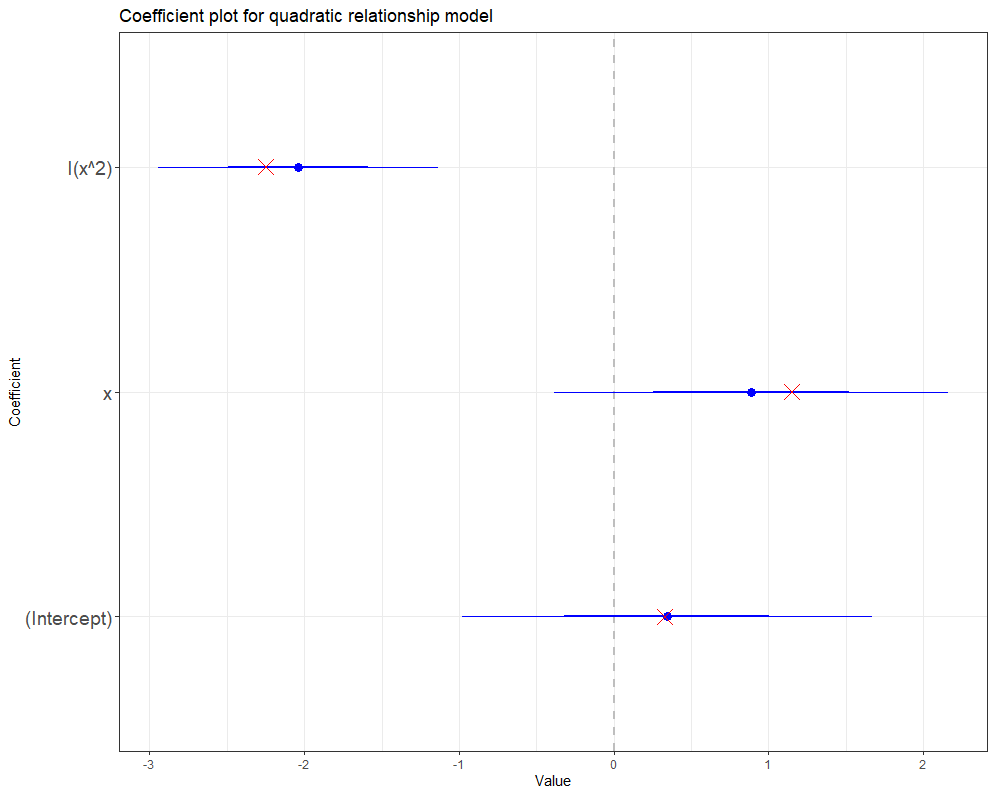 Coefficient plot for quadratic relationship model
I(x^2)
x
(Intercept)
Coefficient
-3 -2 -1 0 1 2
Value